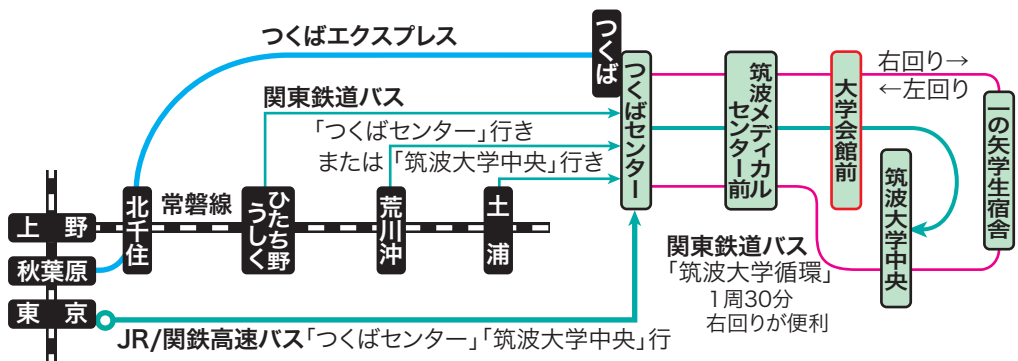 つくばエクスプレス
つくば
関東鉄道バス
「つくばセンター」行き
または「筑波大学中央」行き
つくばセンター
筑波メディカル
センター前
大学会館前
右回り→
←左回り
一の矢学生宿舎
筑波大学中央
上野
秋葉原
東京
北千住
常磐線
ひたち野
うしく
荒川沖
土浦
関東鉄道バス
「筑波大学循環」
1周30分
右回りが便利
JR/関鉄高速バス「つくばセンター」「筑波大学中央」行